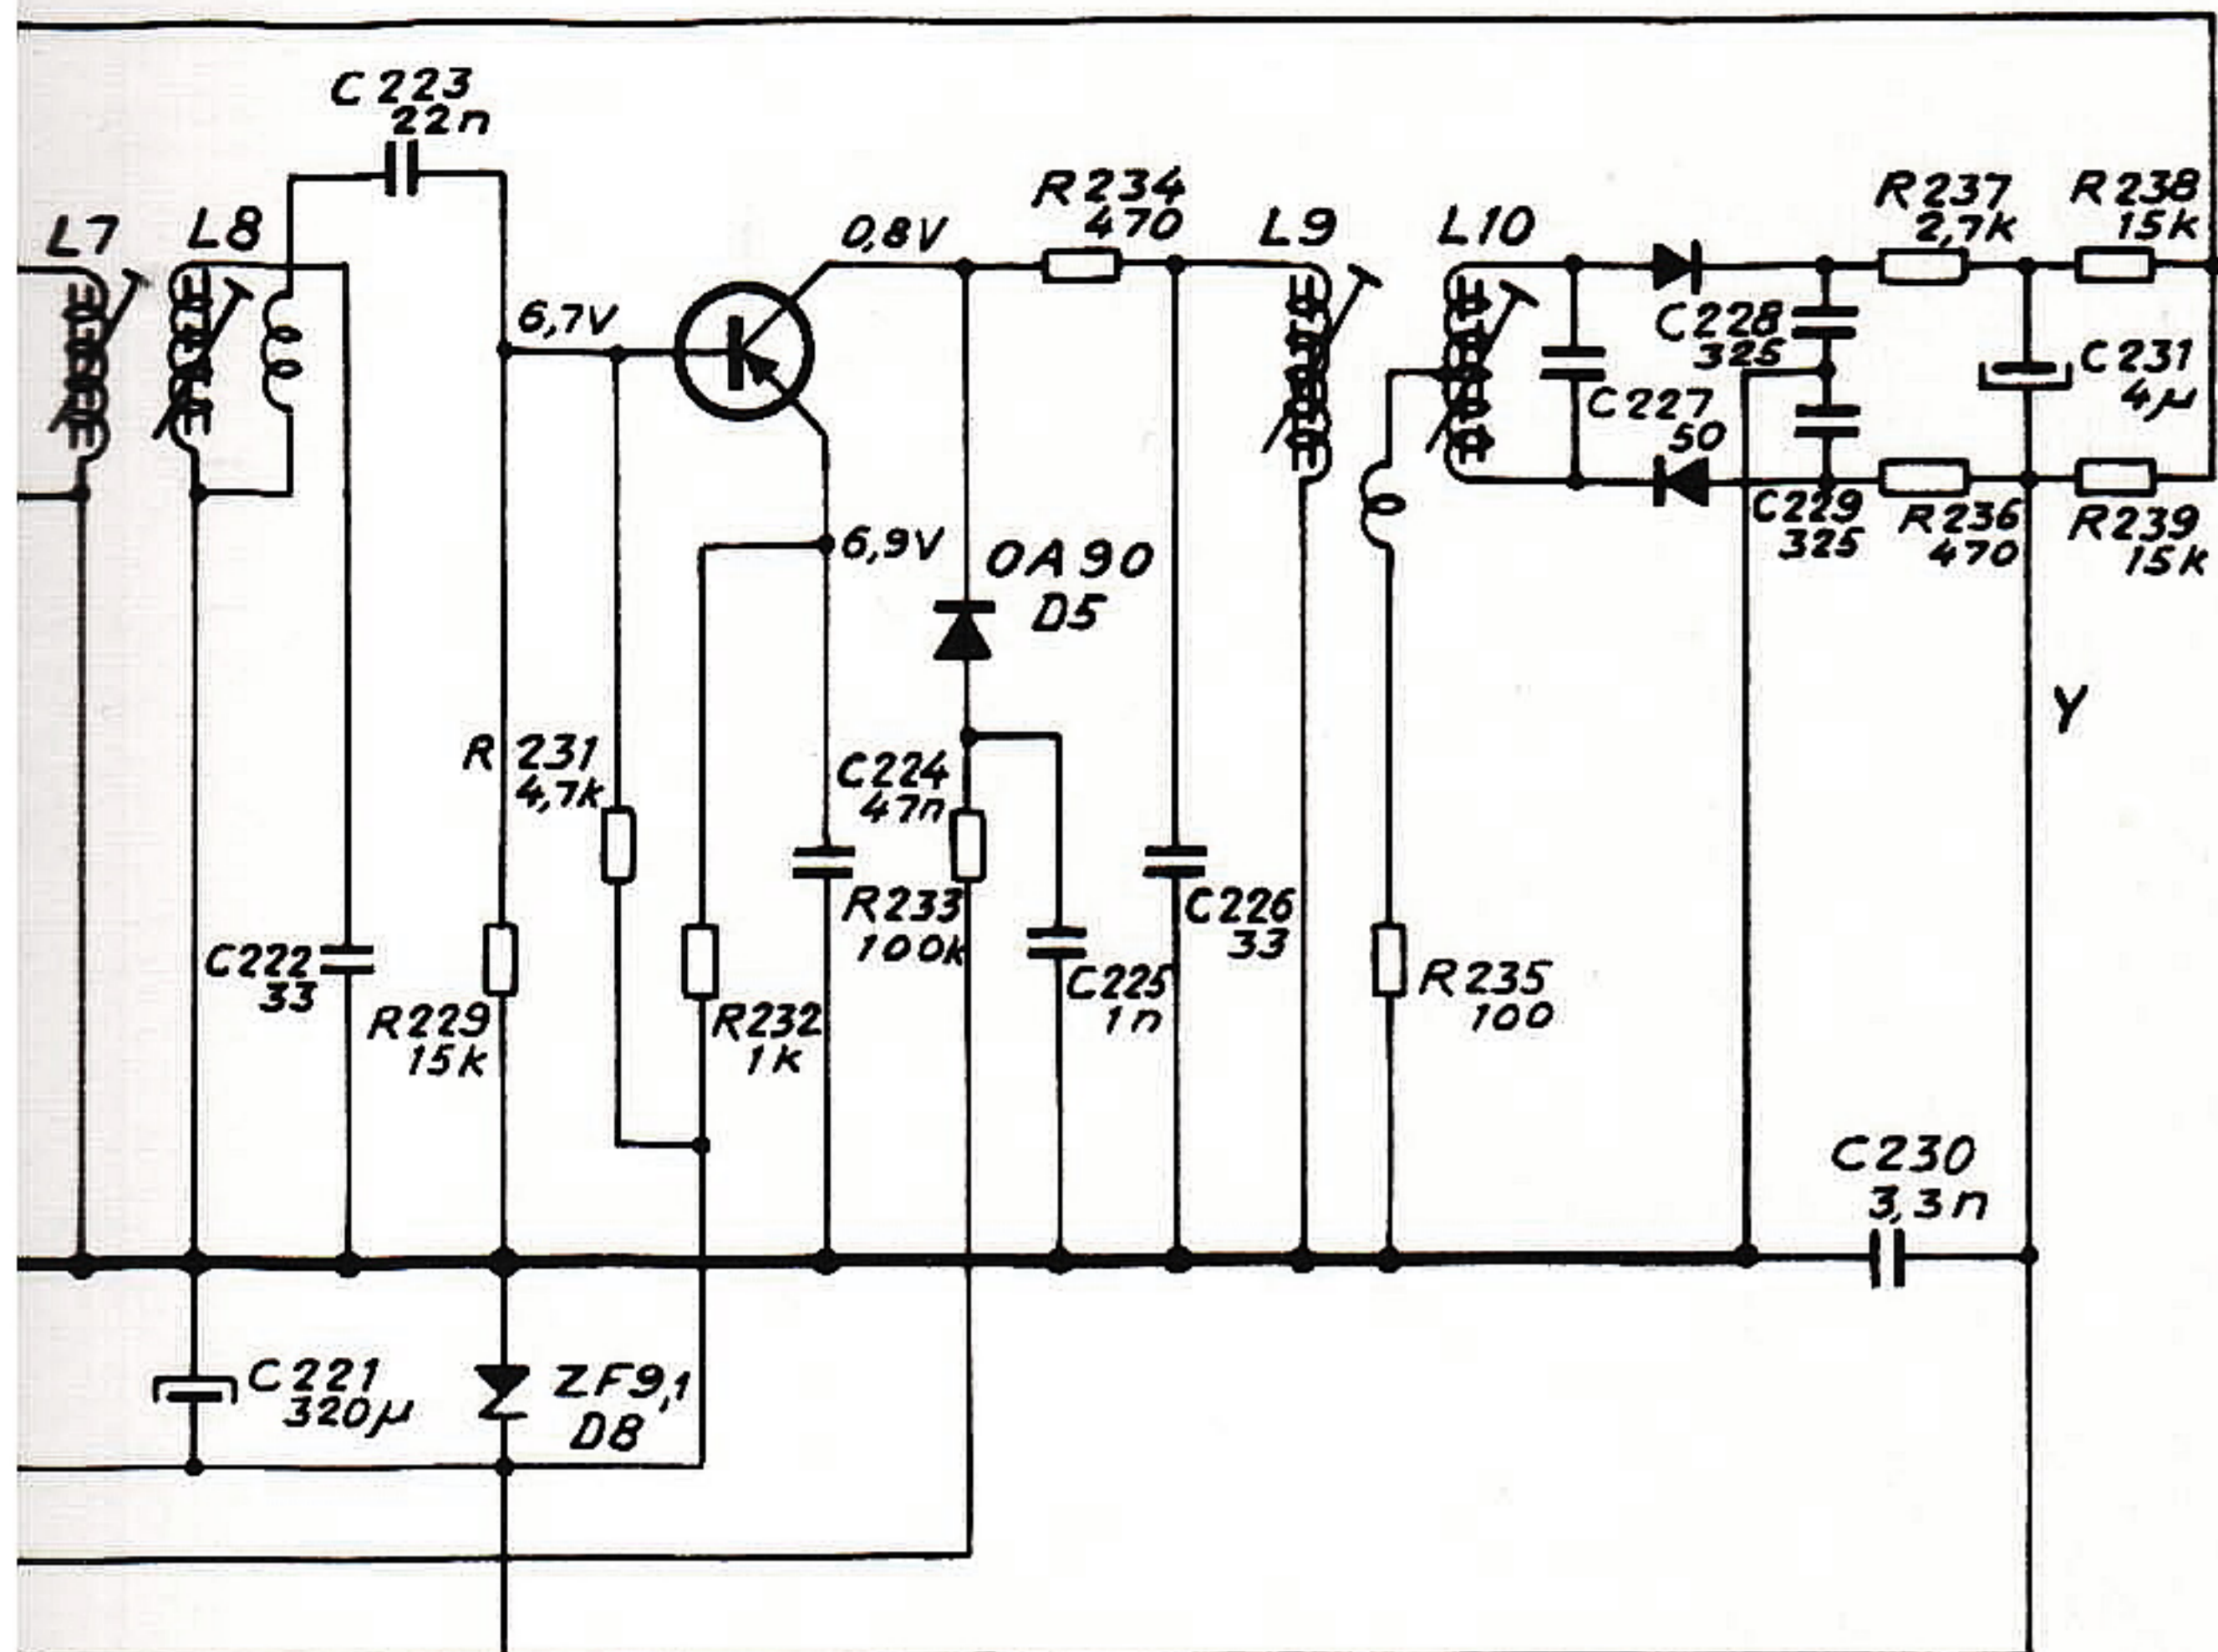 C223
22n
L7
L8
6,7V
0,8V
R234
470
L9
L10
R237
2,7k
R238
15k
C228
325
C227
50
C231
4µ
C229
325
R236
470
R239
15k
6,9V
OA90
D5
Y
R231
4,7k
C224
47n
R233
100k
C226
33
C222
33
R229
15k
R232
1k
C225
1n
R235
100
C230
3,3n
C221
320µ
ZF9,1
D8